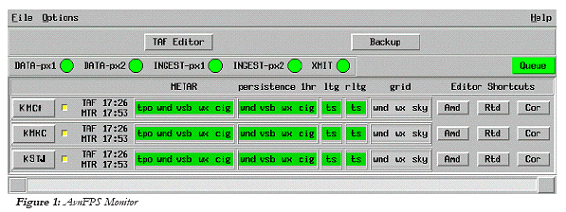 File Options Help
TAF Editor Backup
DATA-px1 DATA-px2 INGEST-px1 INGEST-px2 XMIT Queue
METAR persistence 1hr ltg rltg grid Editor Shortcuts
KMCI TAF 17:26 tpo wnd vsb wx cig wnd vsb wx cig ts ts wnd wx sky Amd Rtd Cor
MTR 17:53
KMKC TAF 17:26 tpo wnd vsb wx cig wnd vsb wx cig ts ts wnd wx sky Amd Rtd Cor
MTR 17:53
KSTJ TAF 17:26 tpo wnd vsb wx cig wnd vsb wx cig ts ts wnd wx sky Amd Rtd Cor
MTR 17:53
Figure 1: AvnFPS Monitor